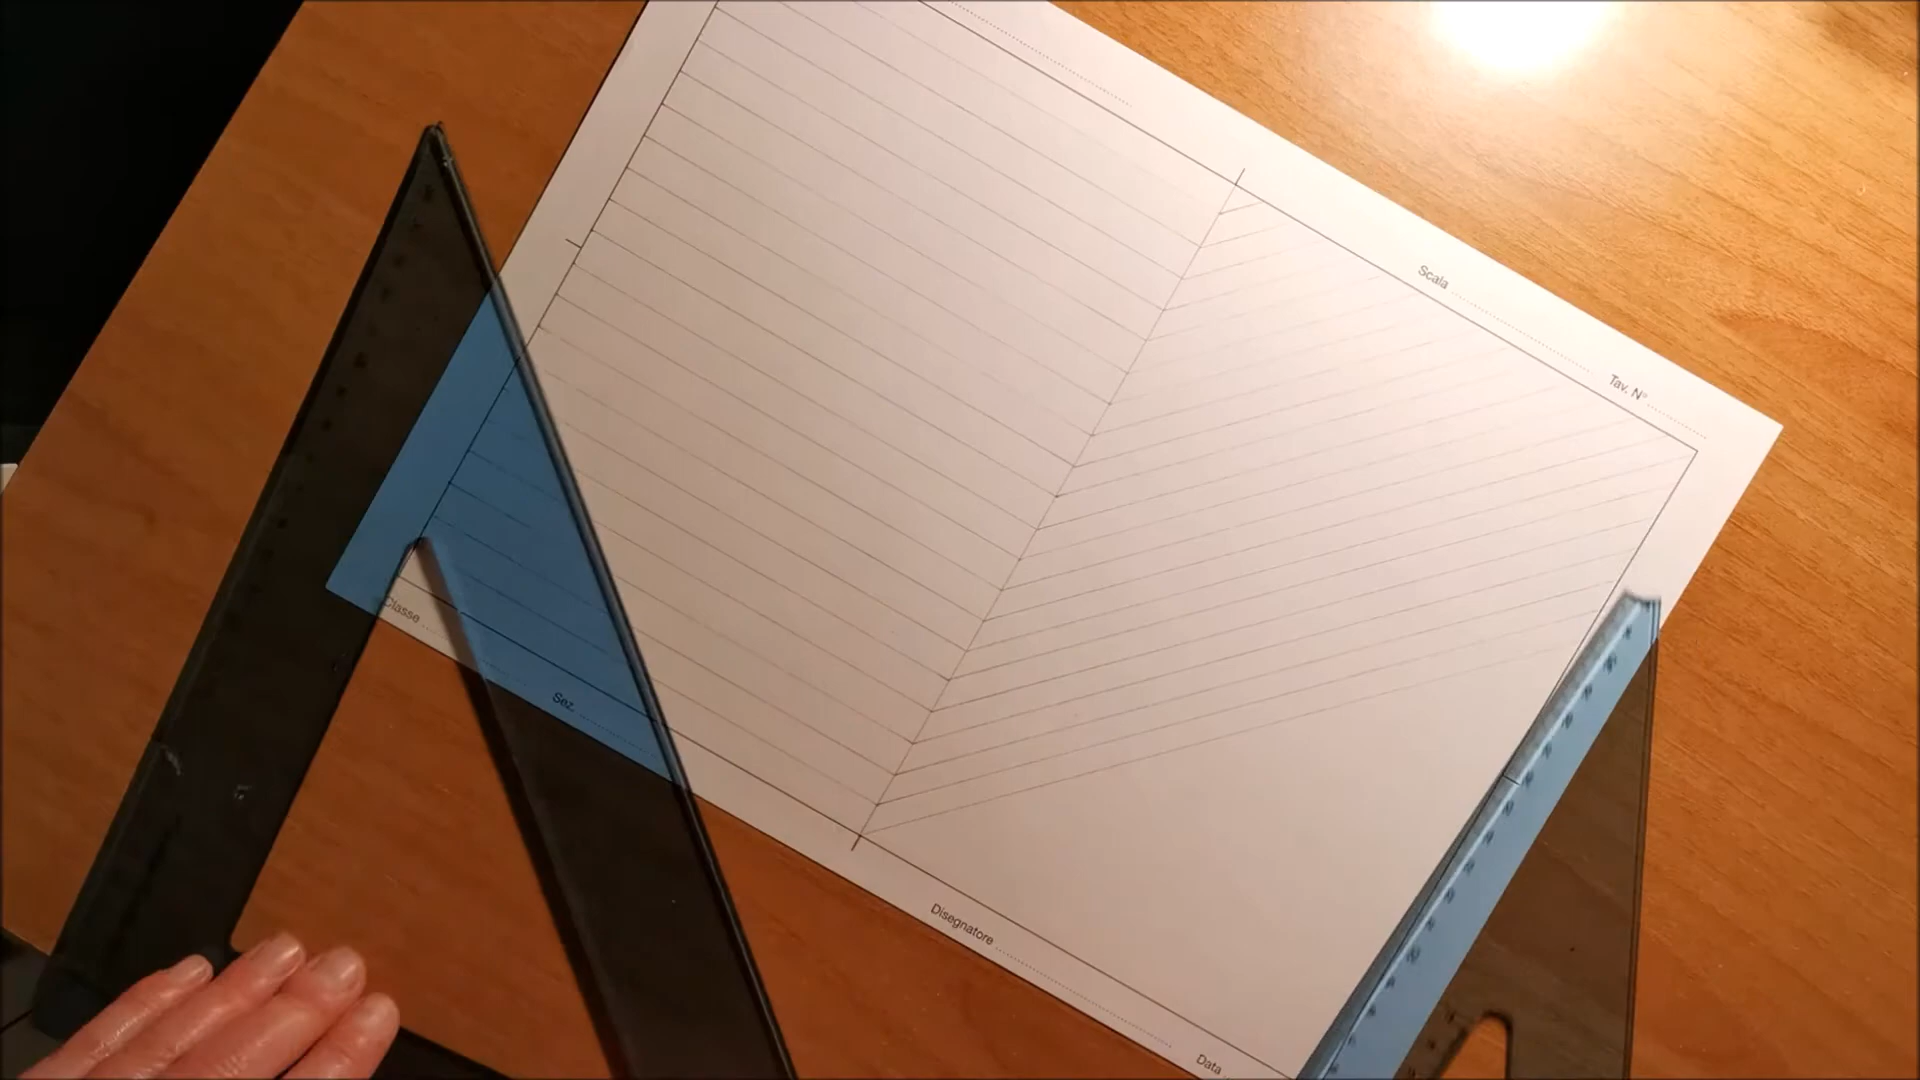 Scala
Tav. N°
Classe
Sez.
Disegnatore
Data